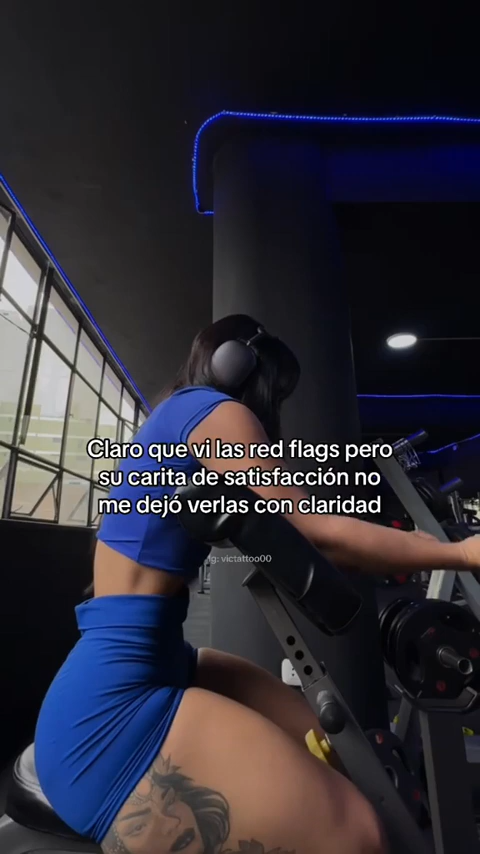 Claro que vi las red flags pero
su carita de satisfacción no
me dejó verlas con claridad
ig: victattoo00